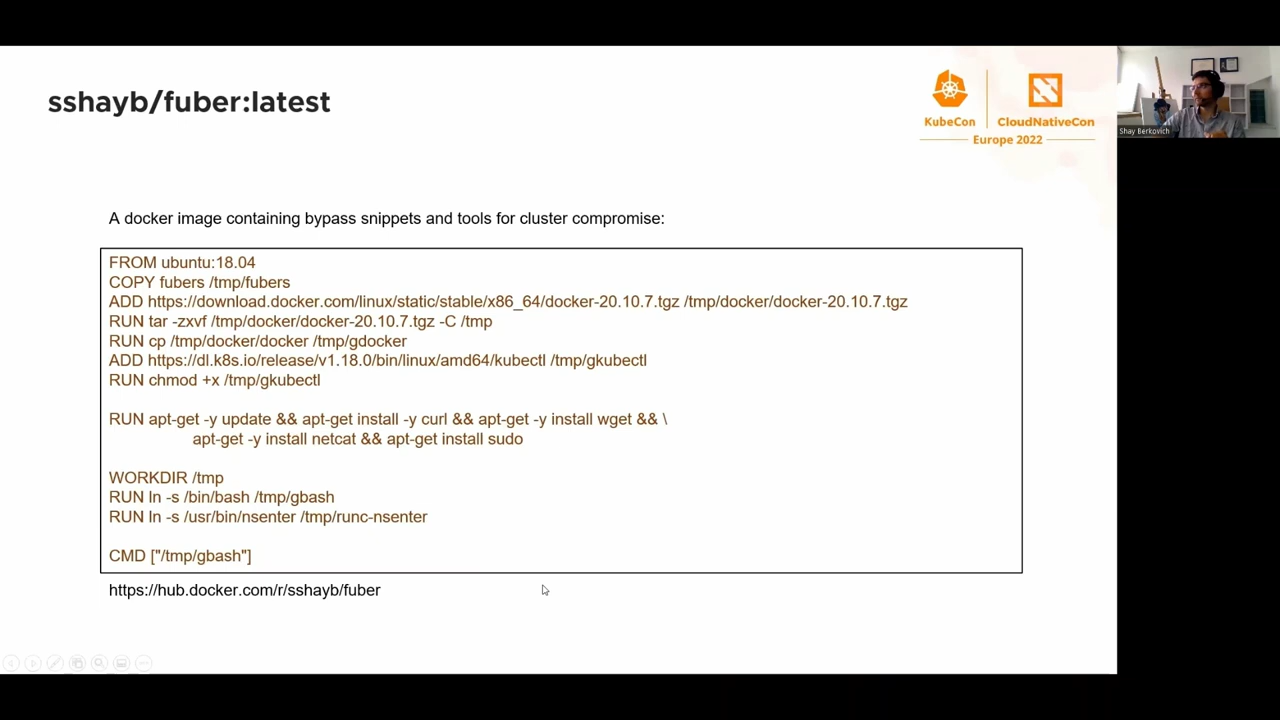 sshayb/fuber:latest
KubeCon
CloudNativeCon
Europe 2022
Shay Berkovich
A docker image containing bypass snippets and tools for cluster compromise:
FROM ubuntu:18.04
COPY fubers /tmp/fubers
ADD https://download.docker.com/linux/static/stable/x86_64/docker-20.10.7.tgz /tmp/docker/docker-20.10.7.tgz
RUN tar -zxvf /tmp/docker/docker-20.10.7.tgz -C /tmp
RUN cp /tmp/docker/docker /tmp/gdocker
ADD https://dl.k8s.io/release/v1.18.0/bin/linux/amd64/kubectl /tmp/gkubectl
RUN chmod +x /tmp/gkubectl
RUN apt-get -y update && apt-get install -y curl && apt-get -y install wget && \
apt-get -y install netcat && apt-get install sudo
WORKDIR /tmp
RUN ln -s /bin/bash /tmp/gbash
RUN ln -s /usr/bin/nsenter /tmp/runc-nsenter
CMD ["/tmp/gbash"]
https://hub.docker.com/r/sshayb/fuber